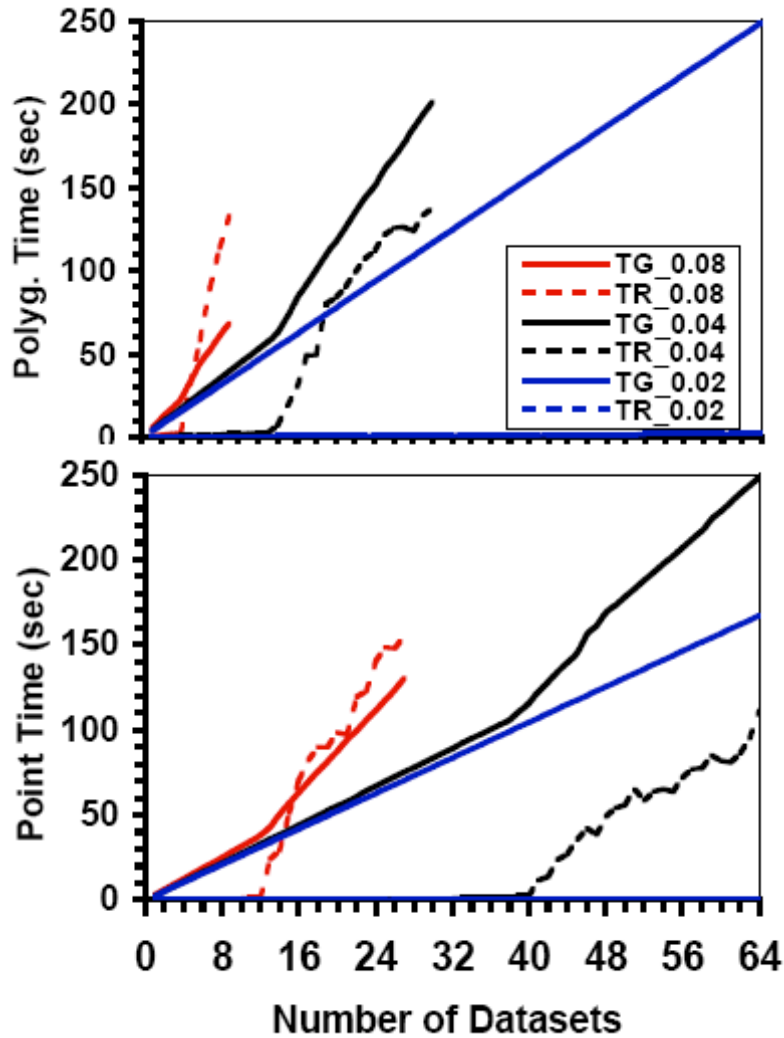 250
200
150
100
50
0
Polyg. Time (sec)
TG_0.08
TR_0.08
TG_0.04
TR_0.04
TG_0.02
TR_0.02
250
200
150
100
50
0
Point Time (sec)
0 8 16 24 32 40 48 56 64
Number of Datasets